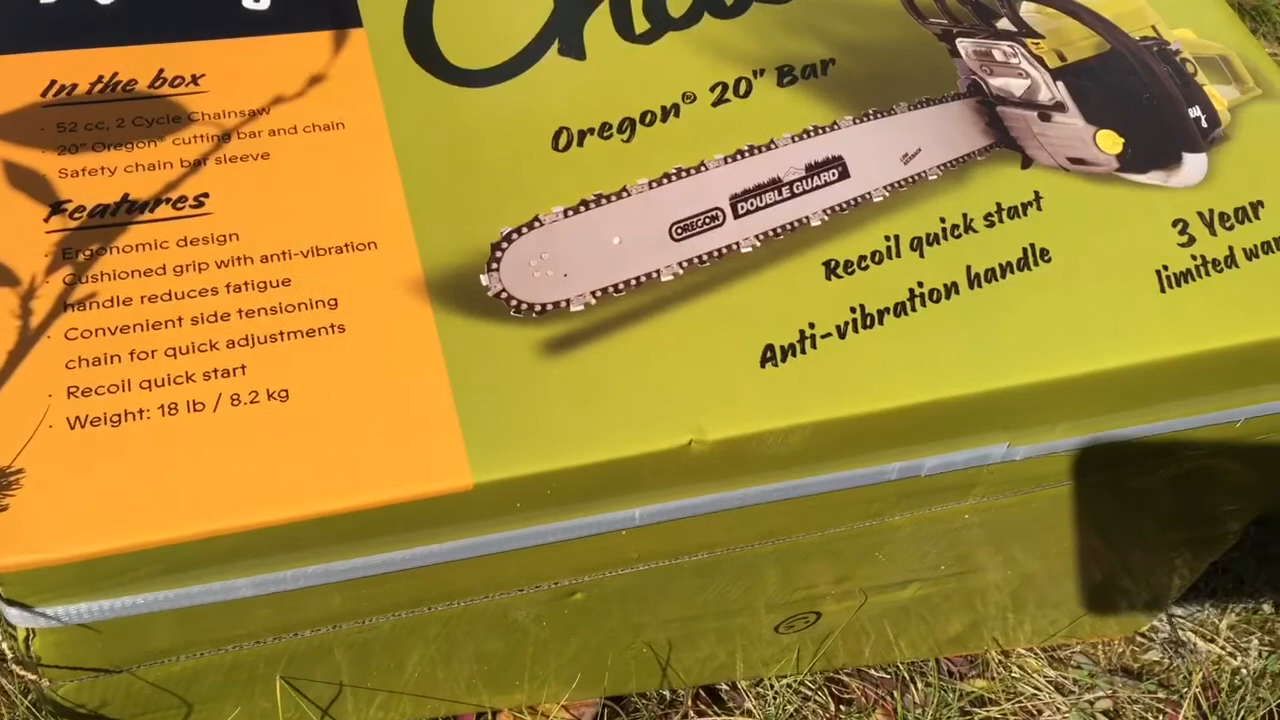 In the box
· 52 cc, 2 Cycle Chainsaw
· 20" Oregon® cutting bar and chain
· Safety chain bar sleeve
Features
· Ergonomic design
· Cushioned grip with anti-vibration
handle reduces fatigue
· Convenient side tensioning
chain for quick adjustments
· Recoil quick start
· Weight: 18 lb / 8.2 kg
Oregon® 20" Bar
OREGON
DOUBLE GUARD®
LOW KICKBACK
Recoil quick start
Anti-vibration handle
3 Year
limited